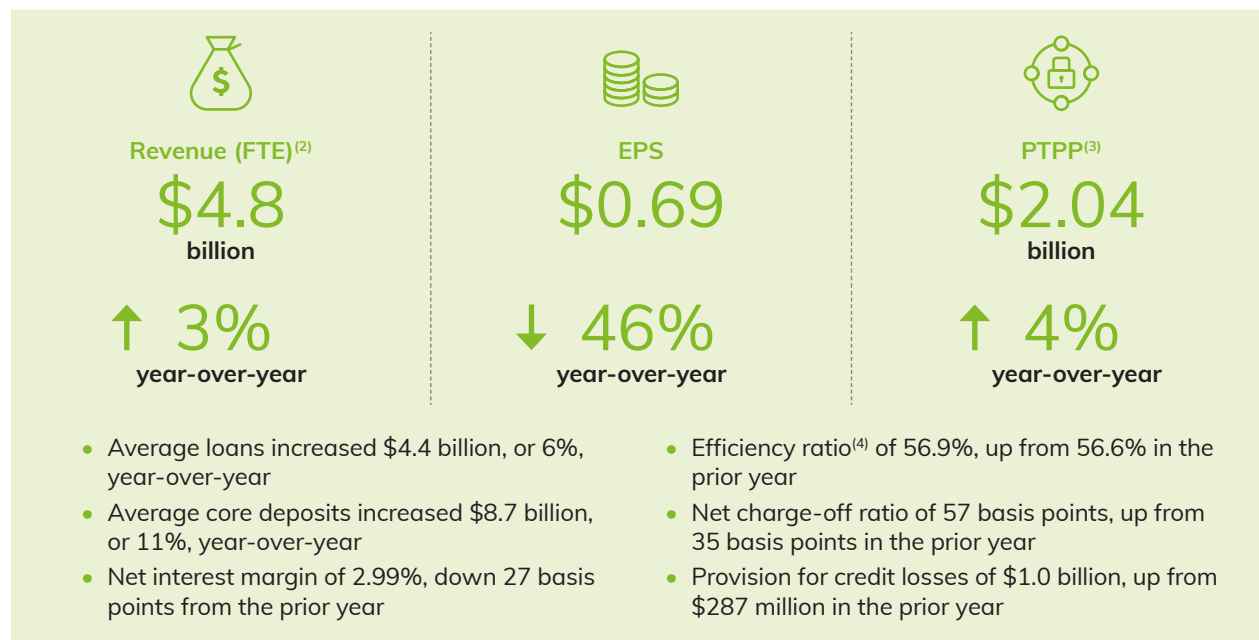 $
Revenue (FTE)(2)
$4.8
billion
↑ 3%
year-over-year
EPS
$0.69
↓ 46%
year-over-year
PTPP(3)
$2.04
billion
↑ 4%
year-over-year
• Average loans increased $4.4 billion, or 6%,
year-over-year
• Average core deposits increased $8.7 billion,
or 11%, year-over-year
• Net interest margin of 2.99%, down 27 basis
points from the prior year
• Efficiency ratio(4) of 56.9%, up from 56.6% in the
prior year
• Net charge-off ratio of 57 basis points, up from
35 basis points in the prior year
• Provision for credit losses of $1.0 billion, up from
$287 million in the prior year